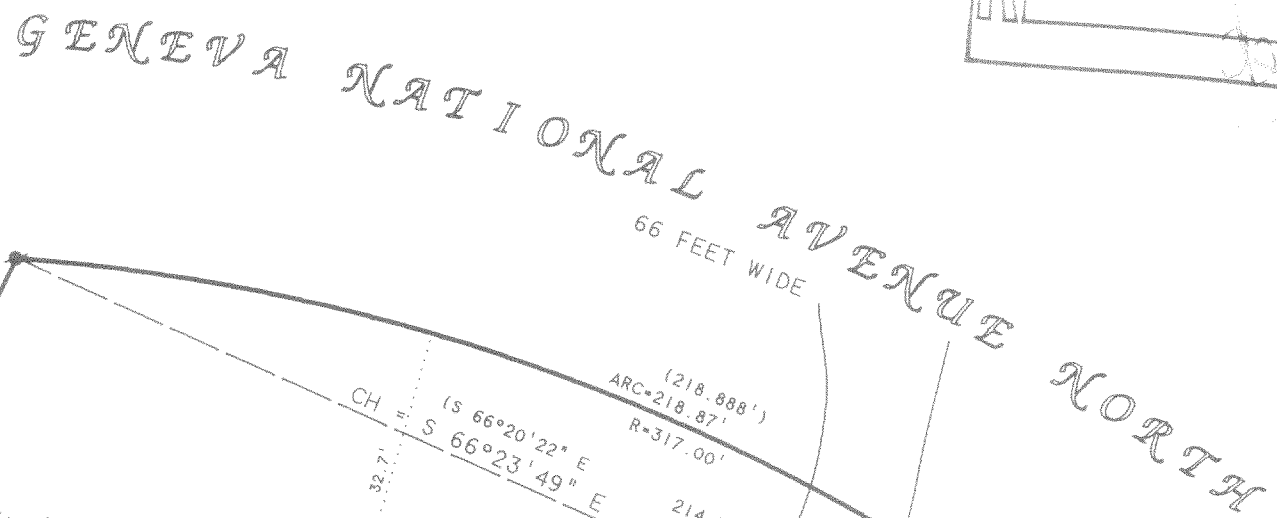 GENEVA NATIONAL AVENUE NORTH
66 FEET WIDE
(218.888')
ARC=218.87'
R=317.00'
(S 66°20'22" E
CH = S 66°23'49" E
32.7'
214.